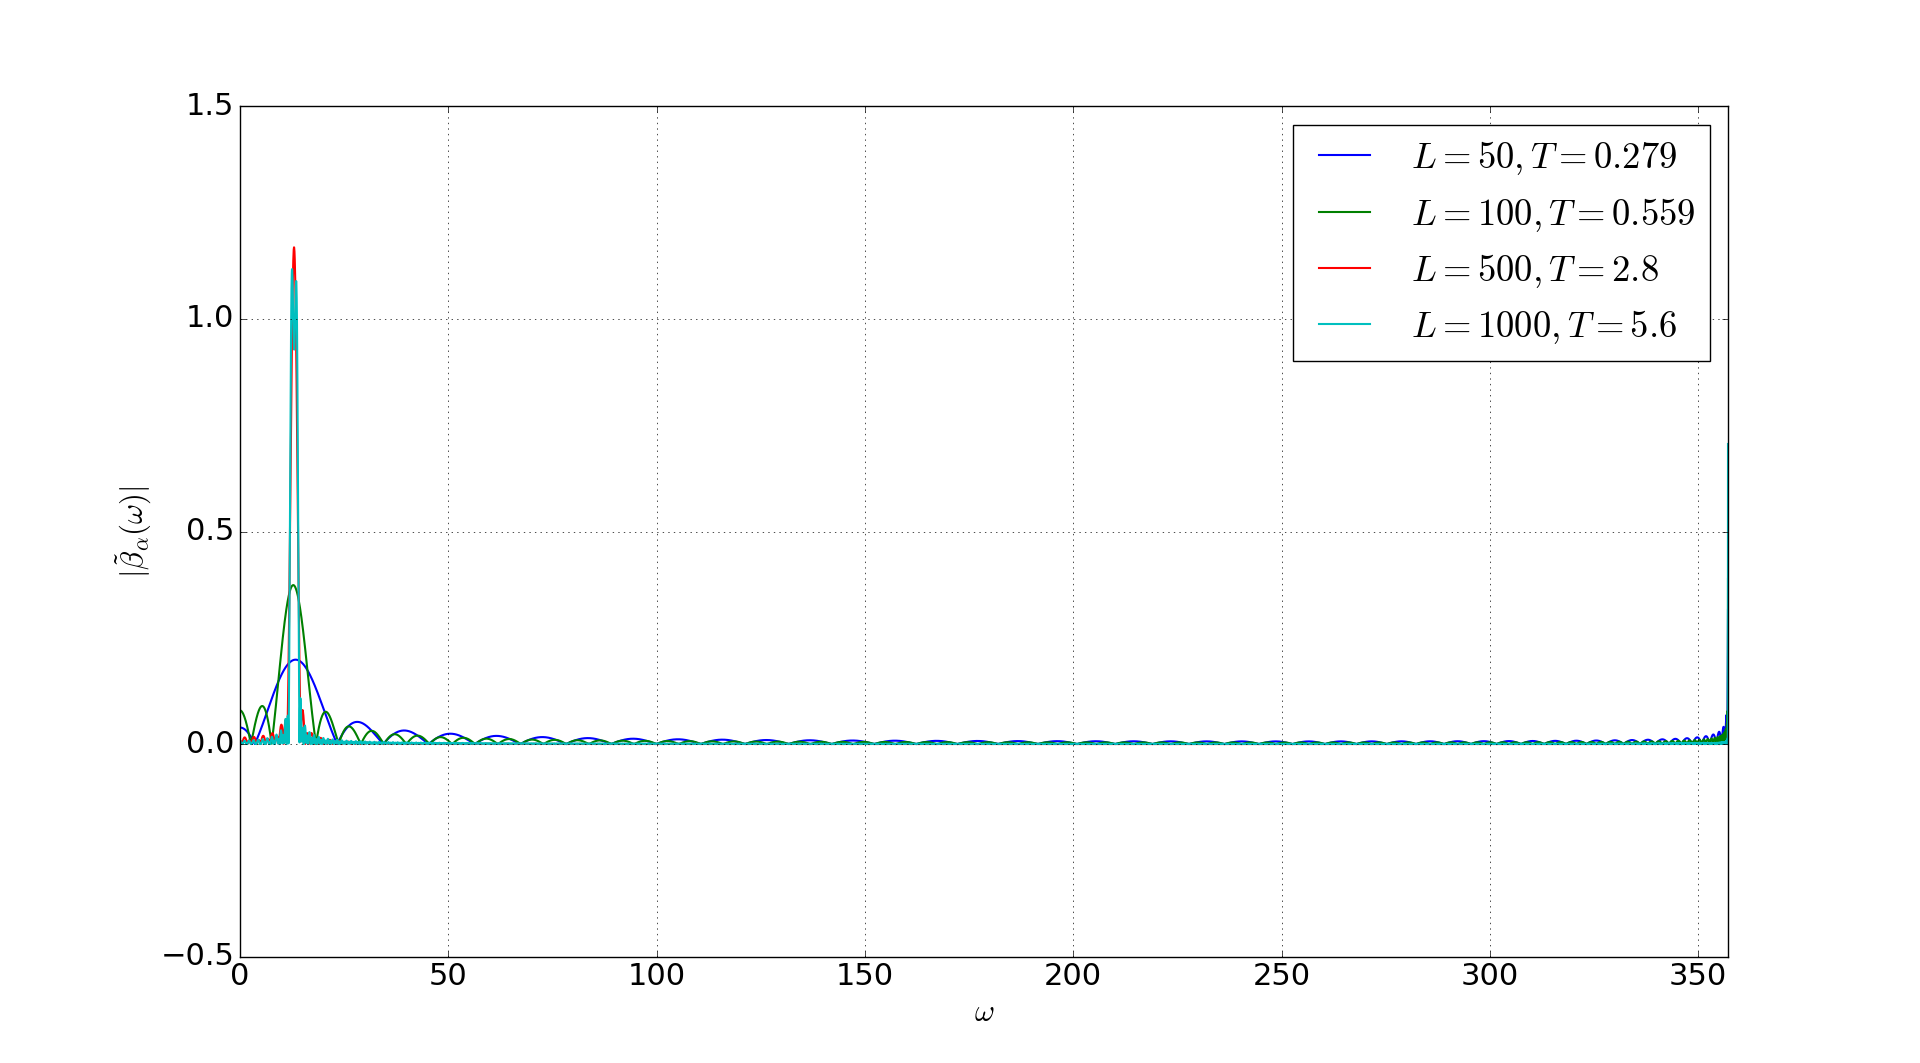 1.5
1.0
0.5
0.0
−0.5
|β̃α(ω)|
0 50 100 150 200 250 300 350
ω
L = 50, T = 0.279
L = 100, T = 0.559
L = 500, T = 2.8
L = 1000, T = 5.6